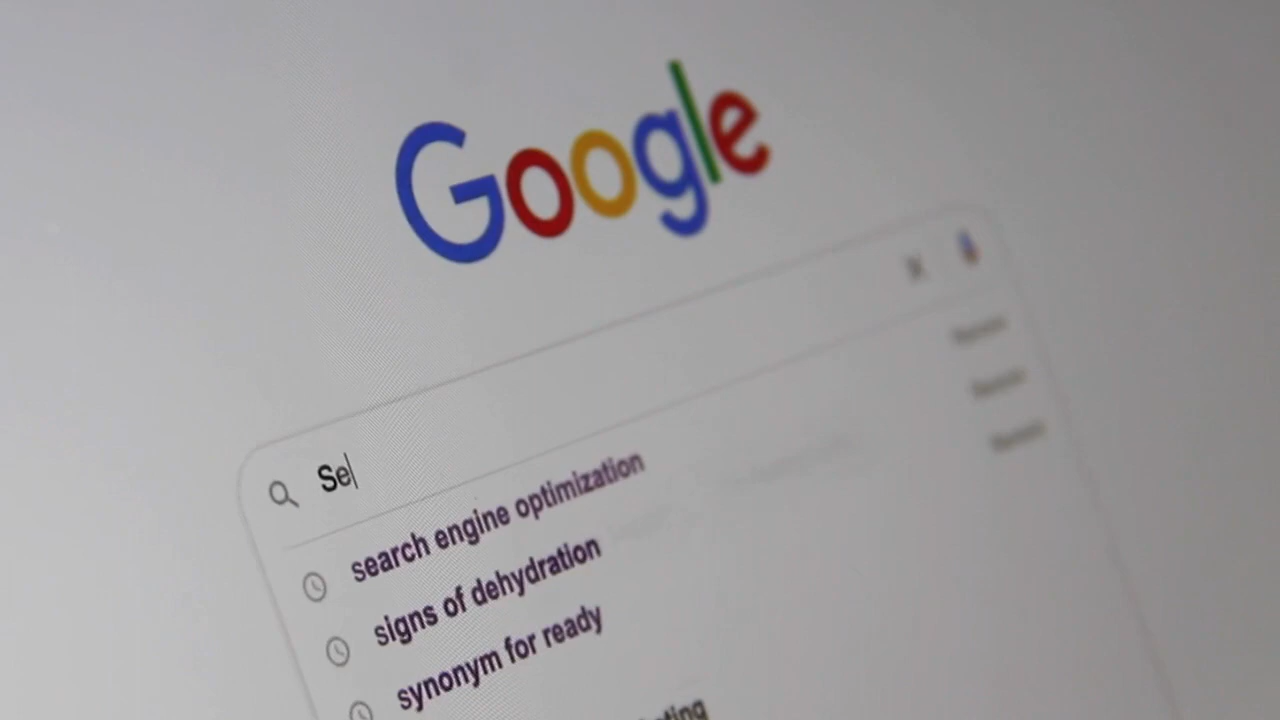 Google
Se
search engine optimization
signs of dehydration
synonym for ready